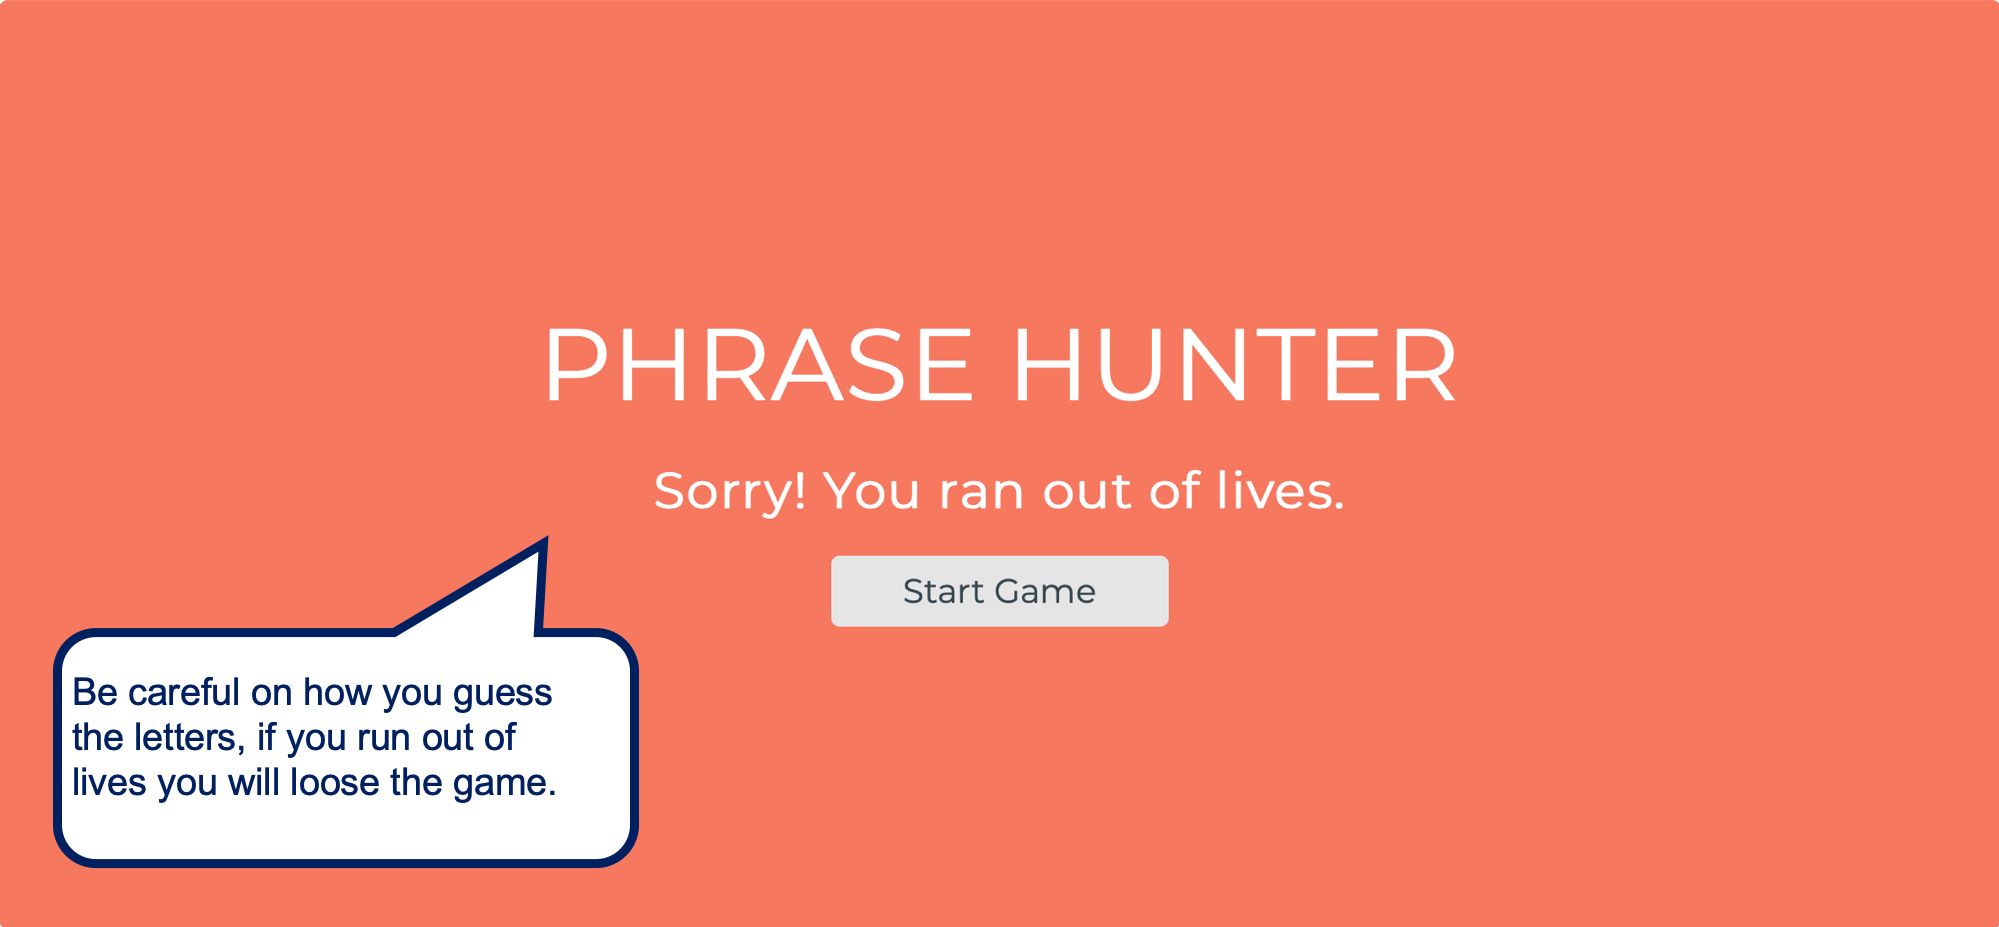 PHRASE HUNTER
Sorry! You ran out of lives.
Start Game
Be careful on how you guess
the letters, if you run out of
lives you will loose the game.